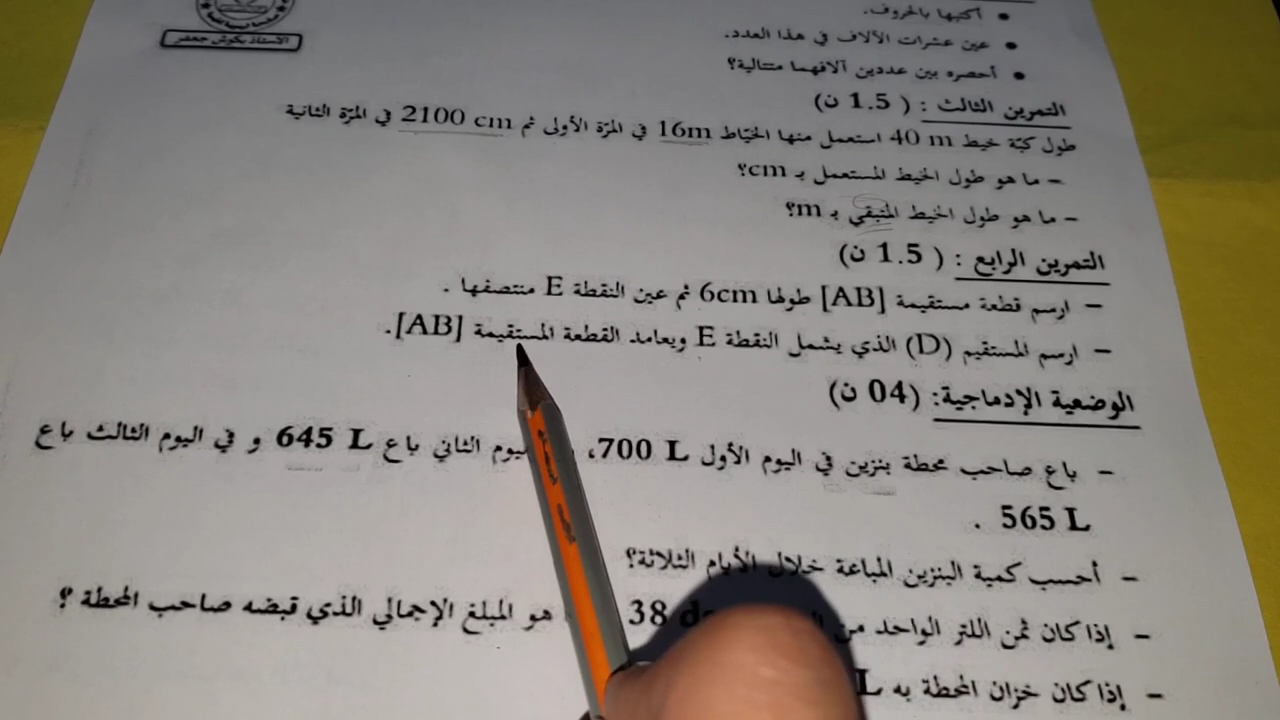 الأستاذ بكوش جعفر
• أكتبها بالحروف.
• عين عشرات الآلاف في هذا العدد.
• أحصره بين عددين آلافهما متتالية؟
التمرين الثالث : ( 1.5 ن)
طول كبّة خيط 40 m استعمل منها الخيّاط 16m في المرّة الأولى ثم 2100 cm في المرّة الثانية
– ما هو طول الخيط المستعمل بـ cm؟
– ما هو طول الخيط المتبقي بـ m؟
التمرين الرابع : ( 1.5 ن)
– ارسم قطعة مستقيمة [AB] طولها 6cm ثم عين النقطة E منتصفها .
– ارسم المستقيم (D) الذي يشمل النقطة E ويعامد القطعة المستقيمة [AB].
الوضعية الإدماجية: (04 ن)
– باع صاحب محطة بنزين في اليوم الأول 700 L، اليوم الثاني باع 645 L و في اليوم الثالث باع
565 L .
– أحسب كمية البنزين المباعة خلال الأيام الثلاثة؟
– إذا كان ثمن اللتر الواحد من 38 هو المبلغ الإجمالي الذي قبضه صاحب المحطة ؟
– إذا كان خزان المحطة به L